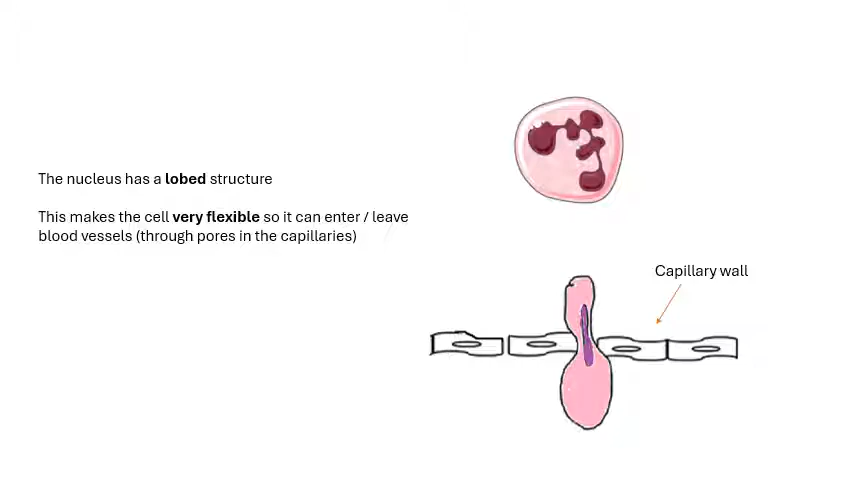 The nucleus has a lobed structure
This makes the cell very flexible so it can enter / leave
blood vessels (through pores in the capillaries)
Capillary wall